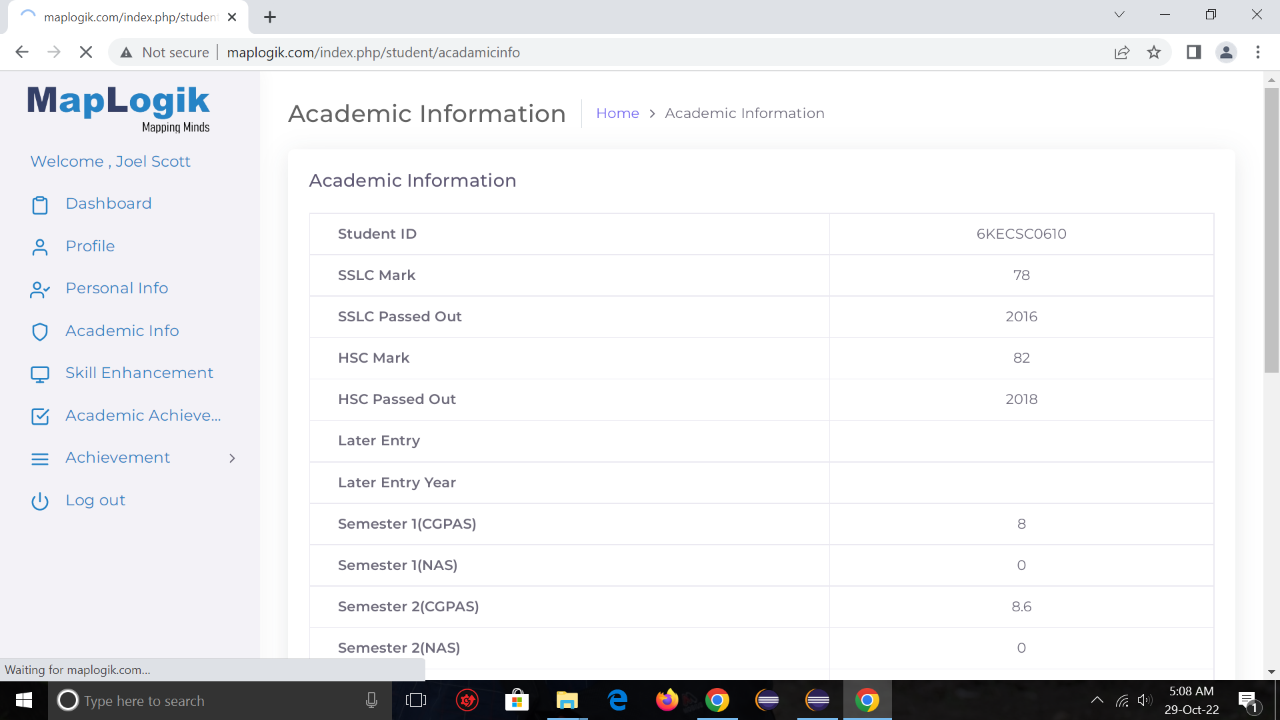 maplogik.com/index.php/student
Not secure
maplogik.com/index.php/student/acadamicinfo
MapLogik
Mapping Minds
Welcome , Joel Scott
Dashboard
Profile
Personal Info
Academic Info
Skill Enhancement
Academic Achieve...
Achievement
Log out
Academic Information
Home > Academic Information
Academic Information
Student ID 6KECSC0610
SSLC Mark 78
SSLC Passed Out 2016
HSC Mark 82
HSC Passed Out 2018
Later Entry
Later Entry Year
Semester 1(CGPAS) 8
Semester 1(NAS) 0
Semester 2(CGPAS) 8.6
Semester 2(NAS) 0
Waiting for maplogik.com...
Type here to search
5:08 AM
29-Oct-22
1